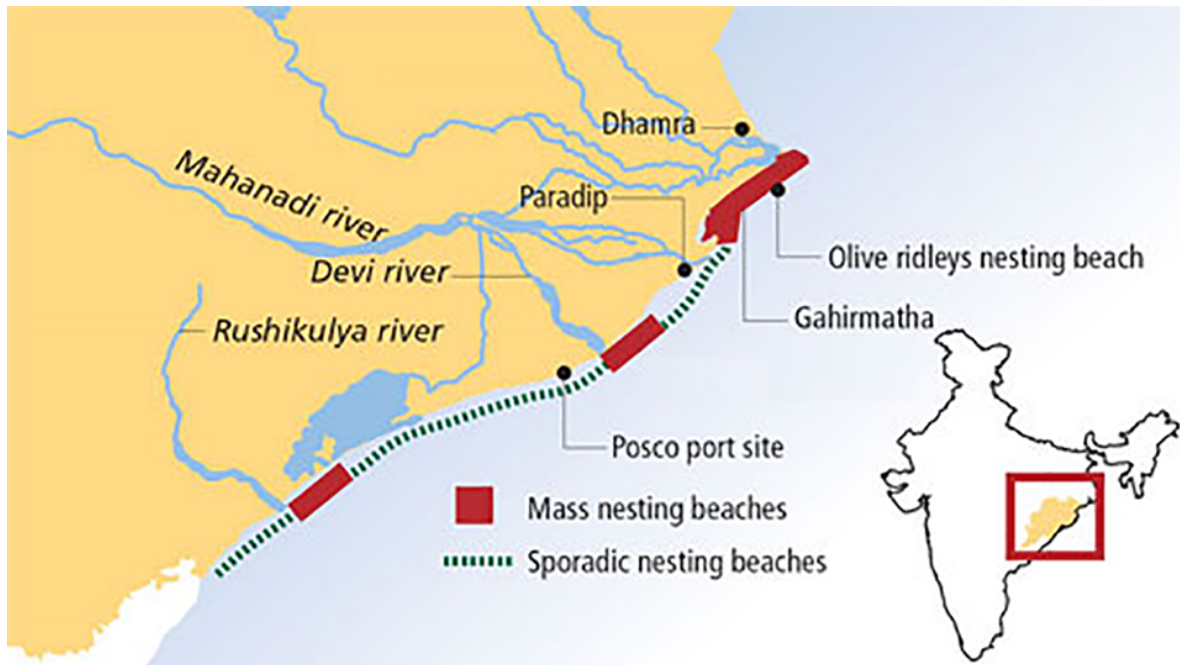 Dhamra
Mahanadi river
Paradip
Olive ridleys nesting beach
Devi river
Gahirmatha
Rushikulya river
Posco port site
Mass nesting beaches
Sporadic nesting beaches